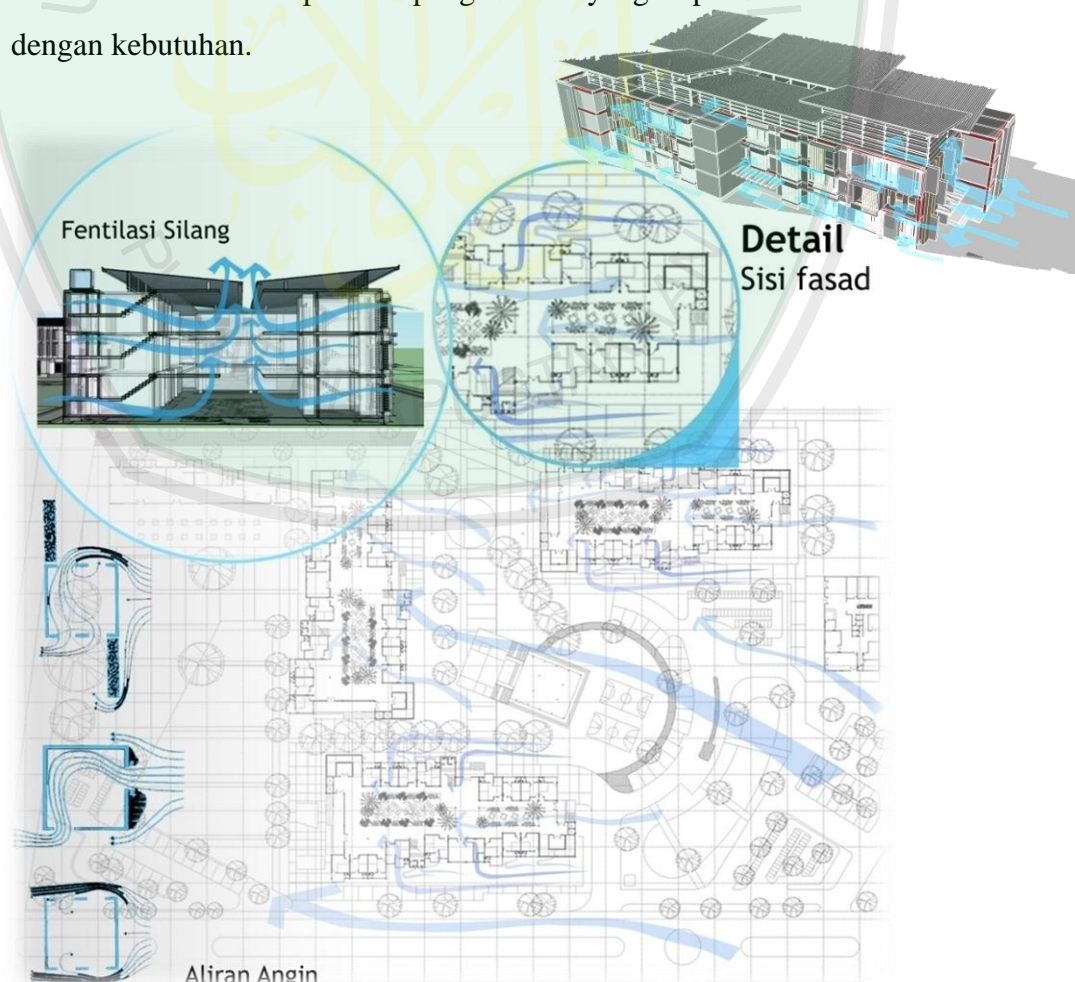 dengan kebutuhan.
Fentilasi Silang
Detail
Sisi fasad
Aliran Angin